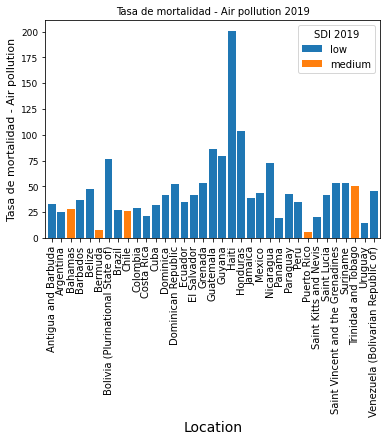 Tasa de mortalidad - Air pollution 2019
Tasa de mortalidad - Air pollution
200
175
150
125
100
75
50
25
0
SDI 2019
low
medium
Antigua and Barbuda
Argentina
Bahamas
Barbados
Belize
Bermuda
Bolivia (Plurinational State of)
Brazil
Chile
Colombia
Costa Rica
Cuba
Dominica
Dominican Republic
Ecuador
El Salvador
Grenada
Guatemala
Guyana
Haiti
Honduras
Jamaica
Mexico
Nicaragua
Panama
Paraguay
Peru
Puerto Rico
Saint Kitts and Nevis
Saint Lucia
Saint Vincent and the Grenadines
Suriname
Trinidad and Tobago
Uruguay
Venezuela (Bolivarian Republic of)
Location